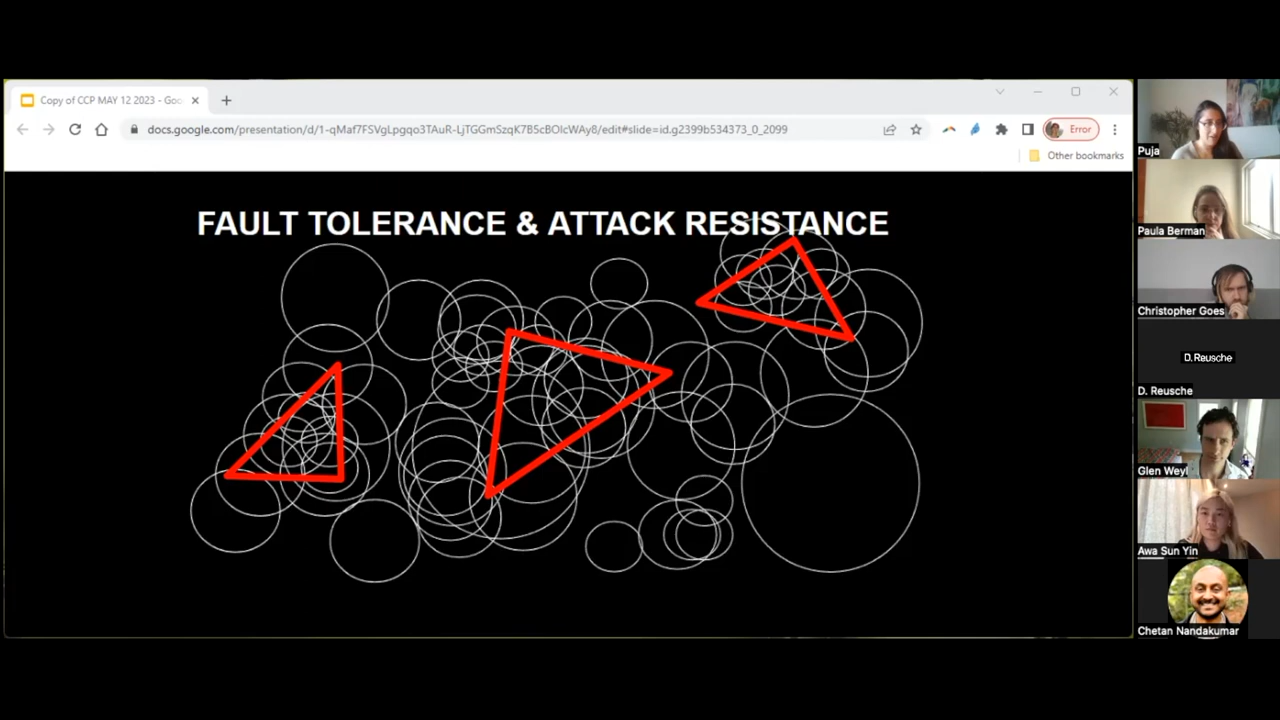 Copy of CCP MAY 12 2023 - Goo
docs.google.com/presentation/d/1-qMaf7FSVgLpgqo3TAuR-LjTGGmSzqK7B5cBOlcWAy8/edit#slide=id.g2399b534373_0_2099
Error
Other bookmarks
FAULT TOLERANCE & ATTACK RESISTANCE
Puja
Paula Berman
Christopher Goes
D. Reusche
D. Reusche
Glen Weyl
Awa Sun Yin
Chetan Nandakumar